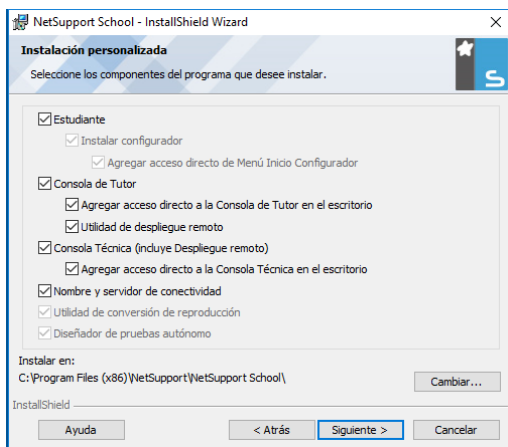 NetSupport School - InstallShield Wizard
Instalación personalizada
Seleccione los componentes del programa que desee instalar.
S
Estudiante
Instalar configurador
Agregar acceso directo de Menú Inicio Configurador
Consola de Tutor
Agregar acceso directo a la Consola de Tutor en el escritorio
Utilidad de despliegue remoto
Consola Técnica (incluye Despliegue remoto)
Agregar acceso directo a la Consola Técnica en el escritorio
Nombre y servidor de conectividad
Utilidad de conversión de reproducción
Diseñador de pruebas autónomo
Instalar en:
C:\Program Files (x86)\NetSupport\NetSupport School\
Cambiar...
InstallShield
Ayuda
< Atrás
Siguiente >
Cancelar